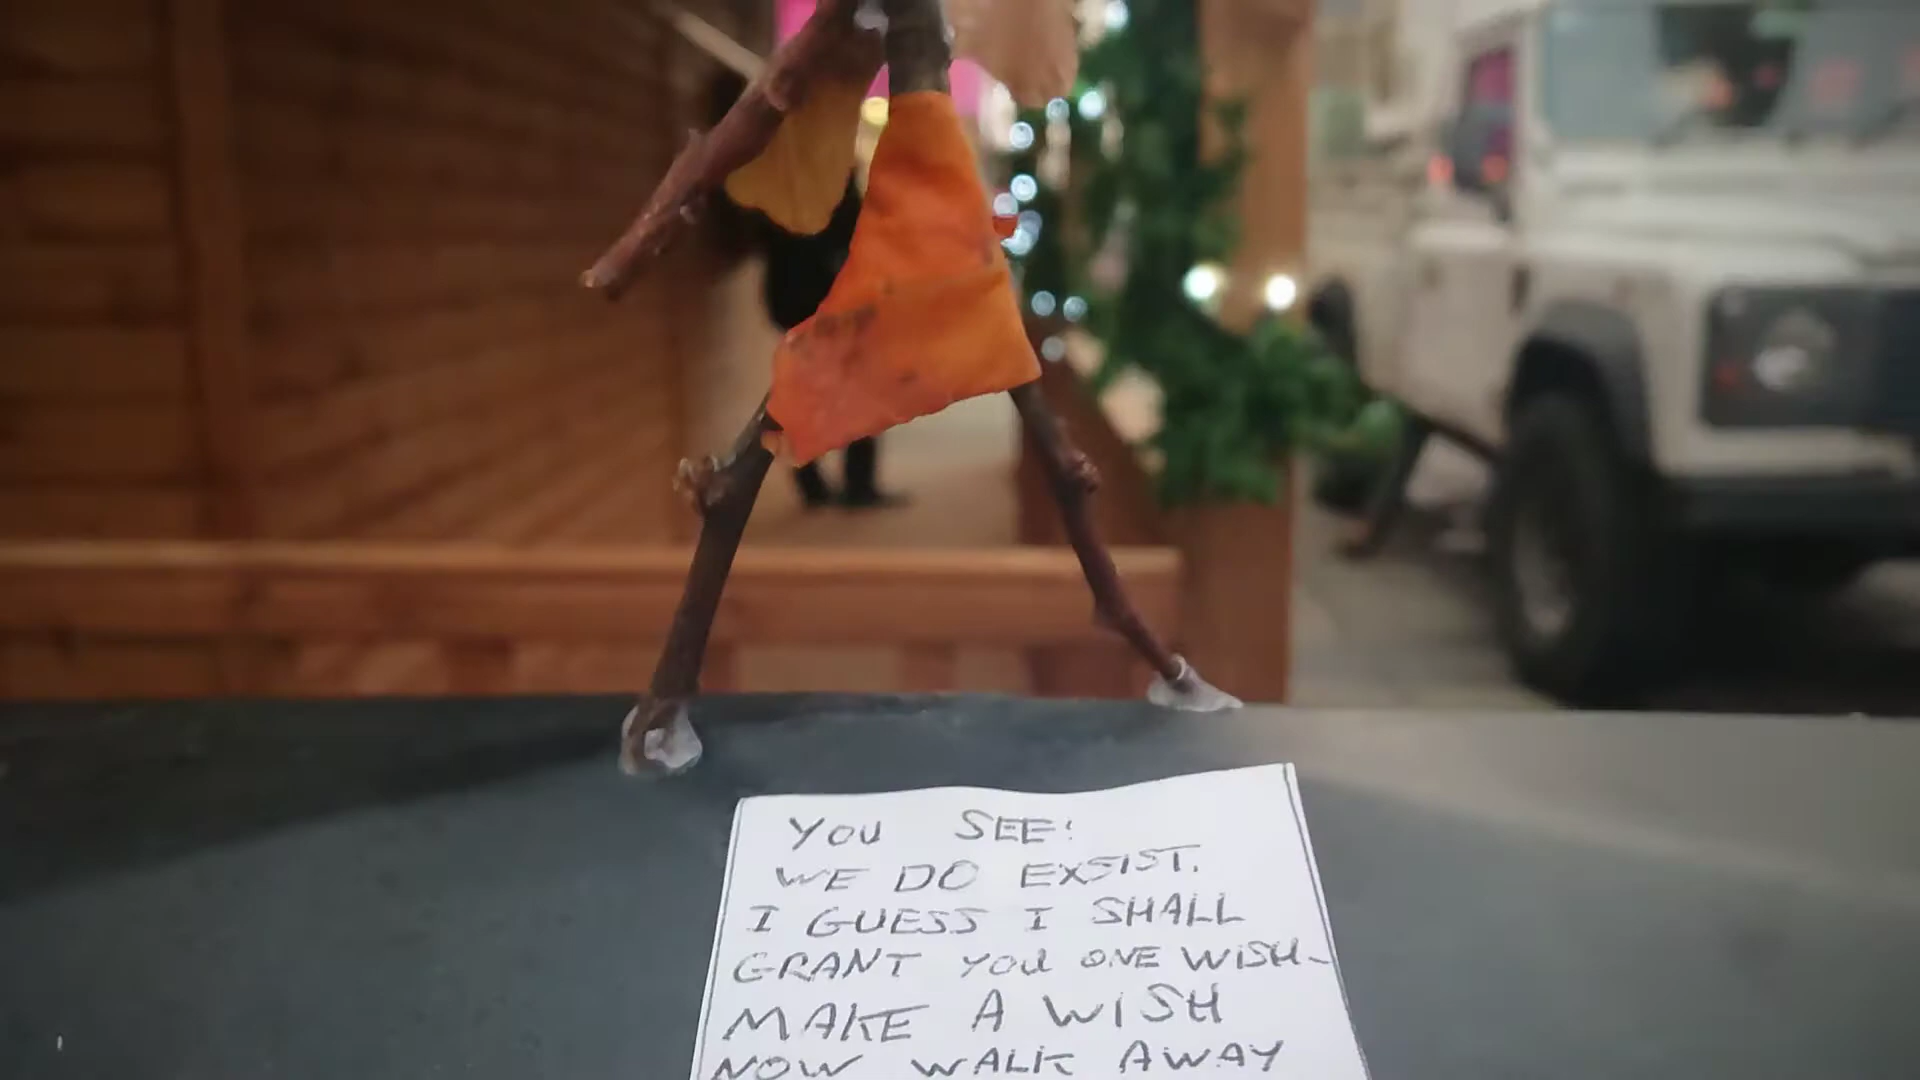 YOU SEE!
WE DO EXSIST.
I GUESS I SHALL
GRANT YOU ONE WISH-
MAKE A WISH
NOW WALK AWAY